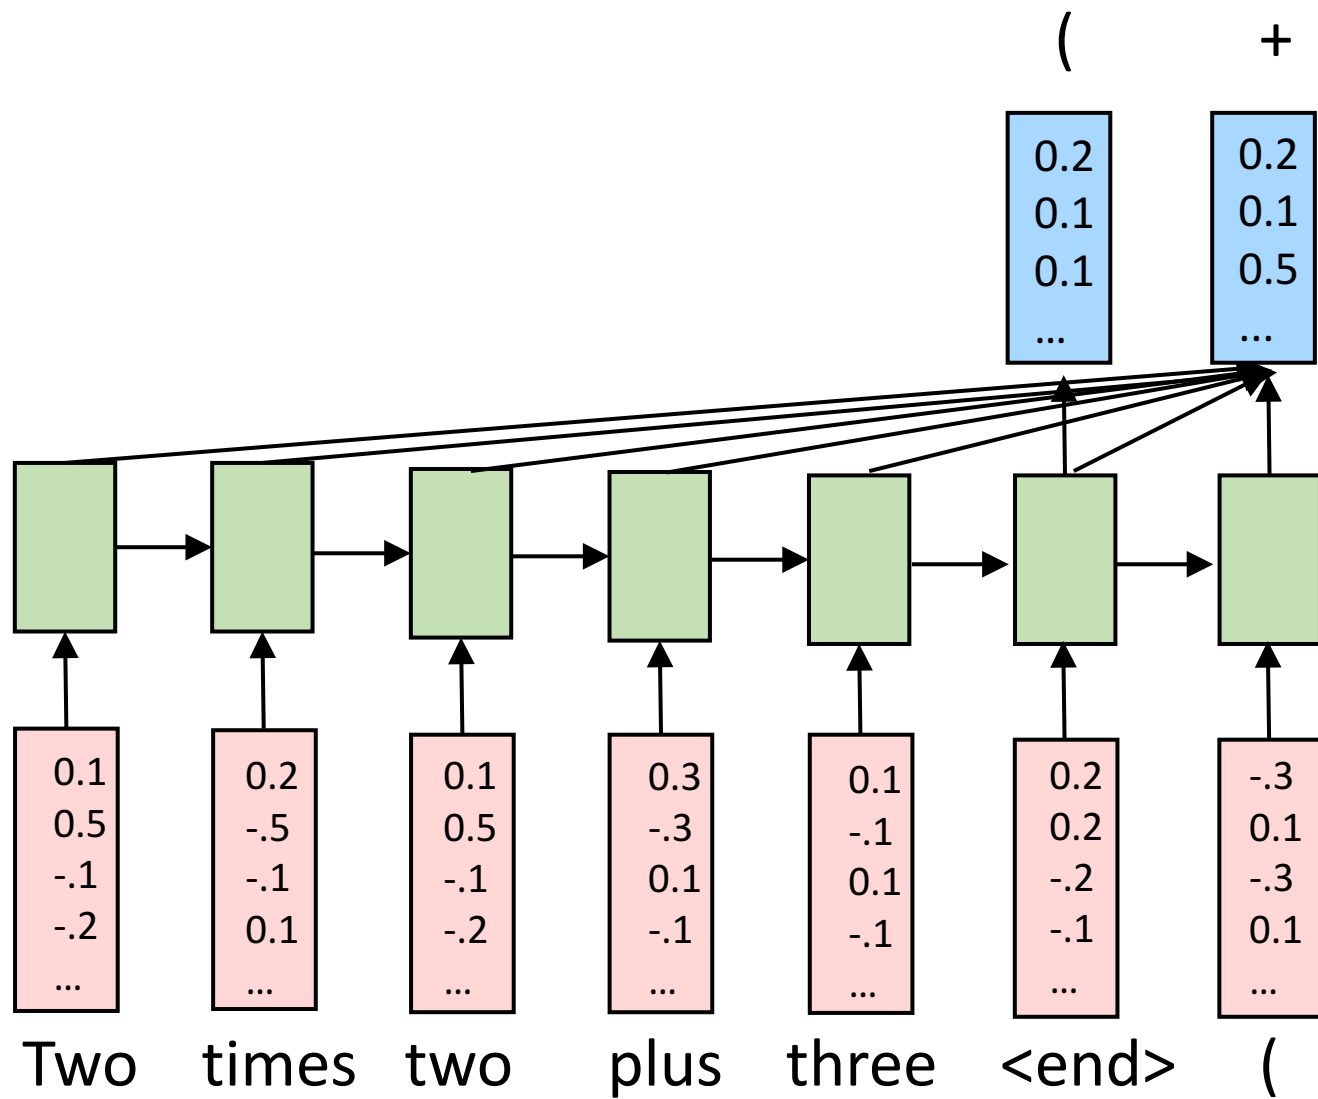 ( +
0.2 0.2
0.1 0.1
0.1 0.5
... ...
0.1 0.2 0.1 0.3 0.1 0.2 -.3
0.5 -.5 0.5 -.3 -.1 0.2 0.1
-.1 -.1 -.1 0.1 0.1 -.2 -.3
-.2 0.1 -.2 -.1 -.1 -.1 0.1
... ... ... ... ... ... ...
Two times two plus three <end> (